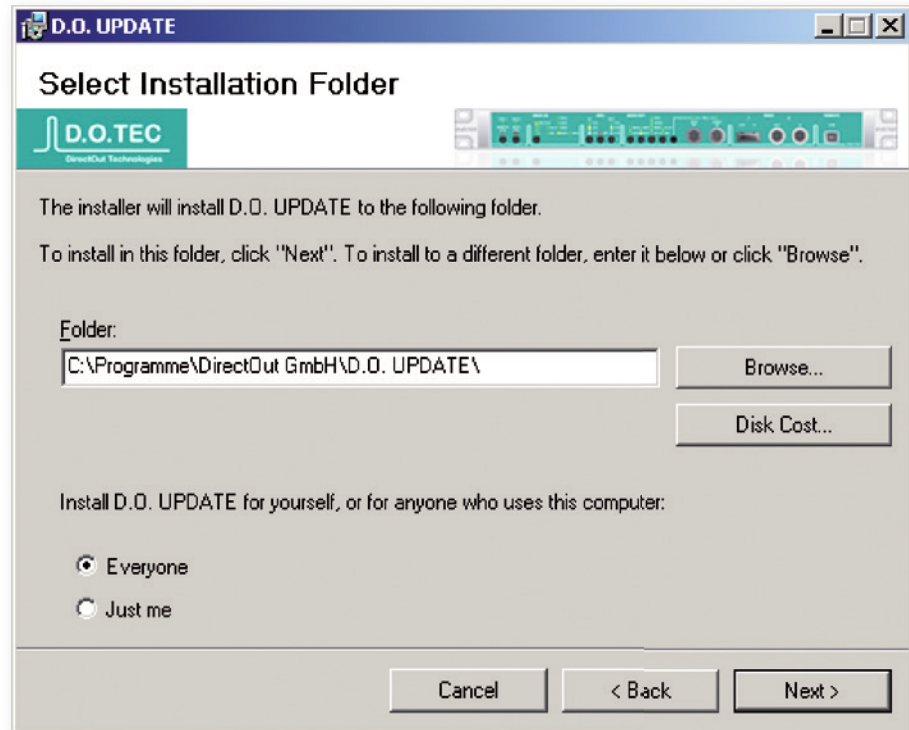 D.O. UPDATE
Select Installation Folder
D.O.TEC
DirectOut Technologies
The installer will install D.O. UPDATE to the following folder.
To install in this folder, click "Next". To install to a different folder, enter it below or click "Browse".
Folder:
C:\Programme\DirectOut GmbH\D.O. UPDATE\
Browse...
Disk Cost...
Install D.O. UPDATE for yourself, or for anyone who uses this computer:
Everyone
Just me
Cancel
< Back
Next >